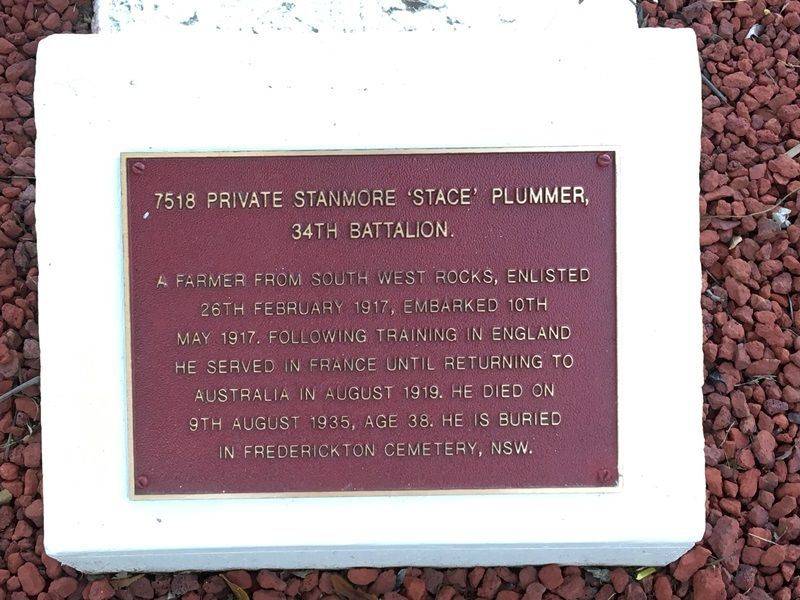 7518 PRIVATE STANMORE 'STACE' PLUMMER,
34TH BATTALION.
A FARMER FROM SOUTH WEST ROCKS, ENLISTED
26TH FEBRUARY 1917, EMBARKED 10TH
MAY 1917. FOLLOWING TRAINING IN ENGLAND
HE SERVED IN FRANCE UNTIL RETURNING TO
AUSTRALIA IN AUGUST 1919. HE DIED ON
9TH AUGUST 1935, AGE 38. HE IS BURIED
IN FREDERICKTON CEMETERY, NSW.